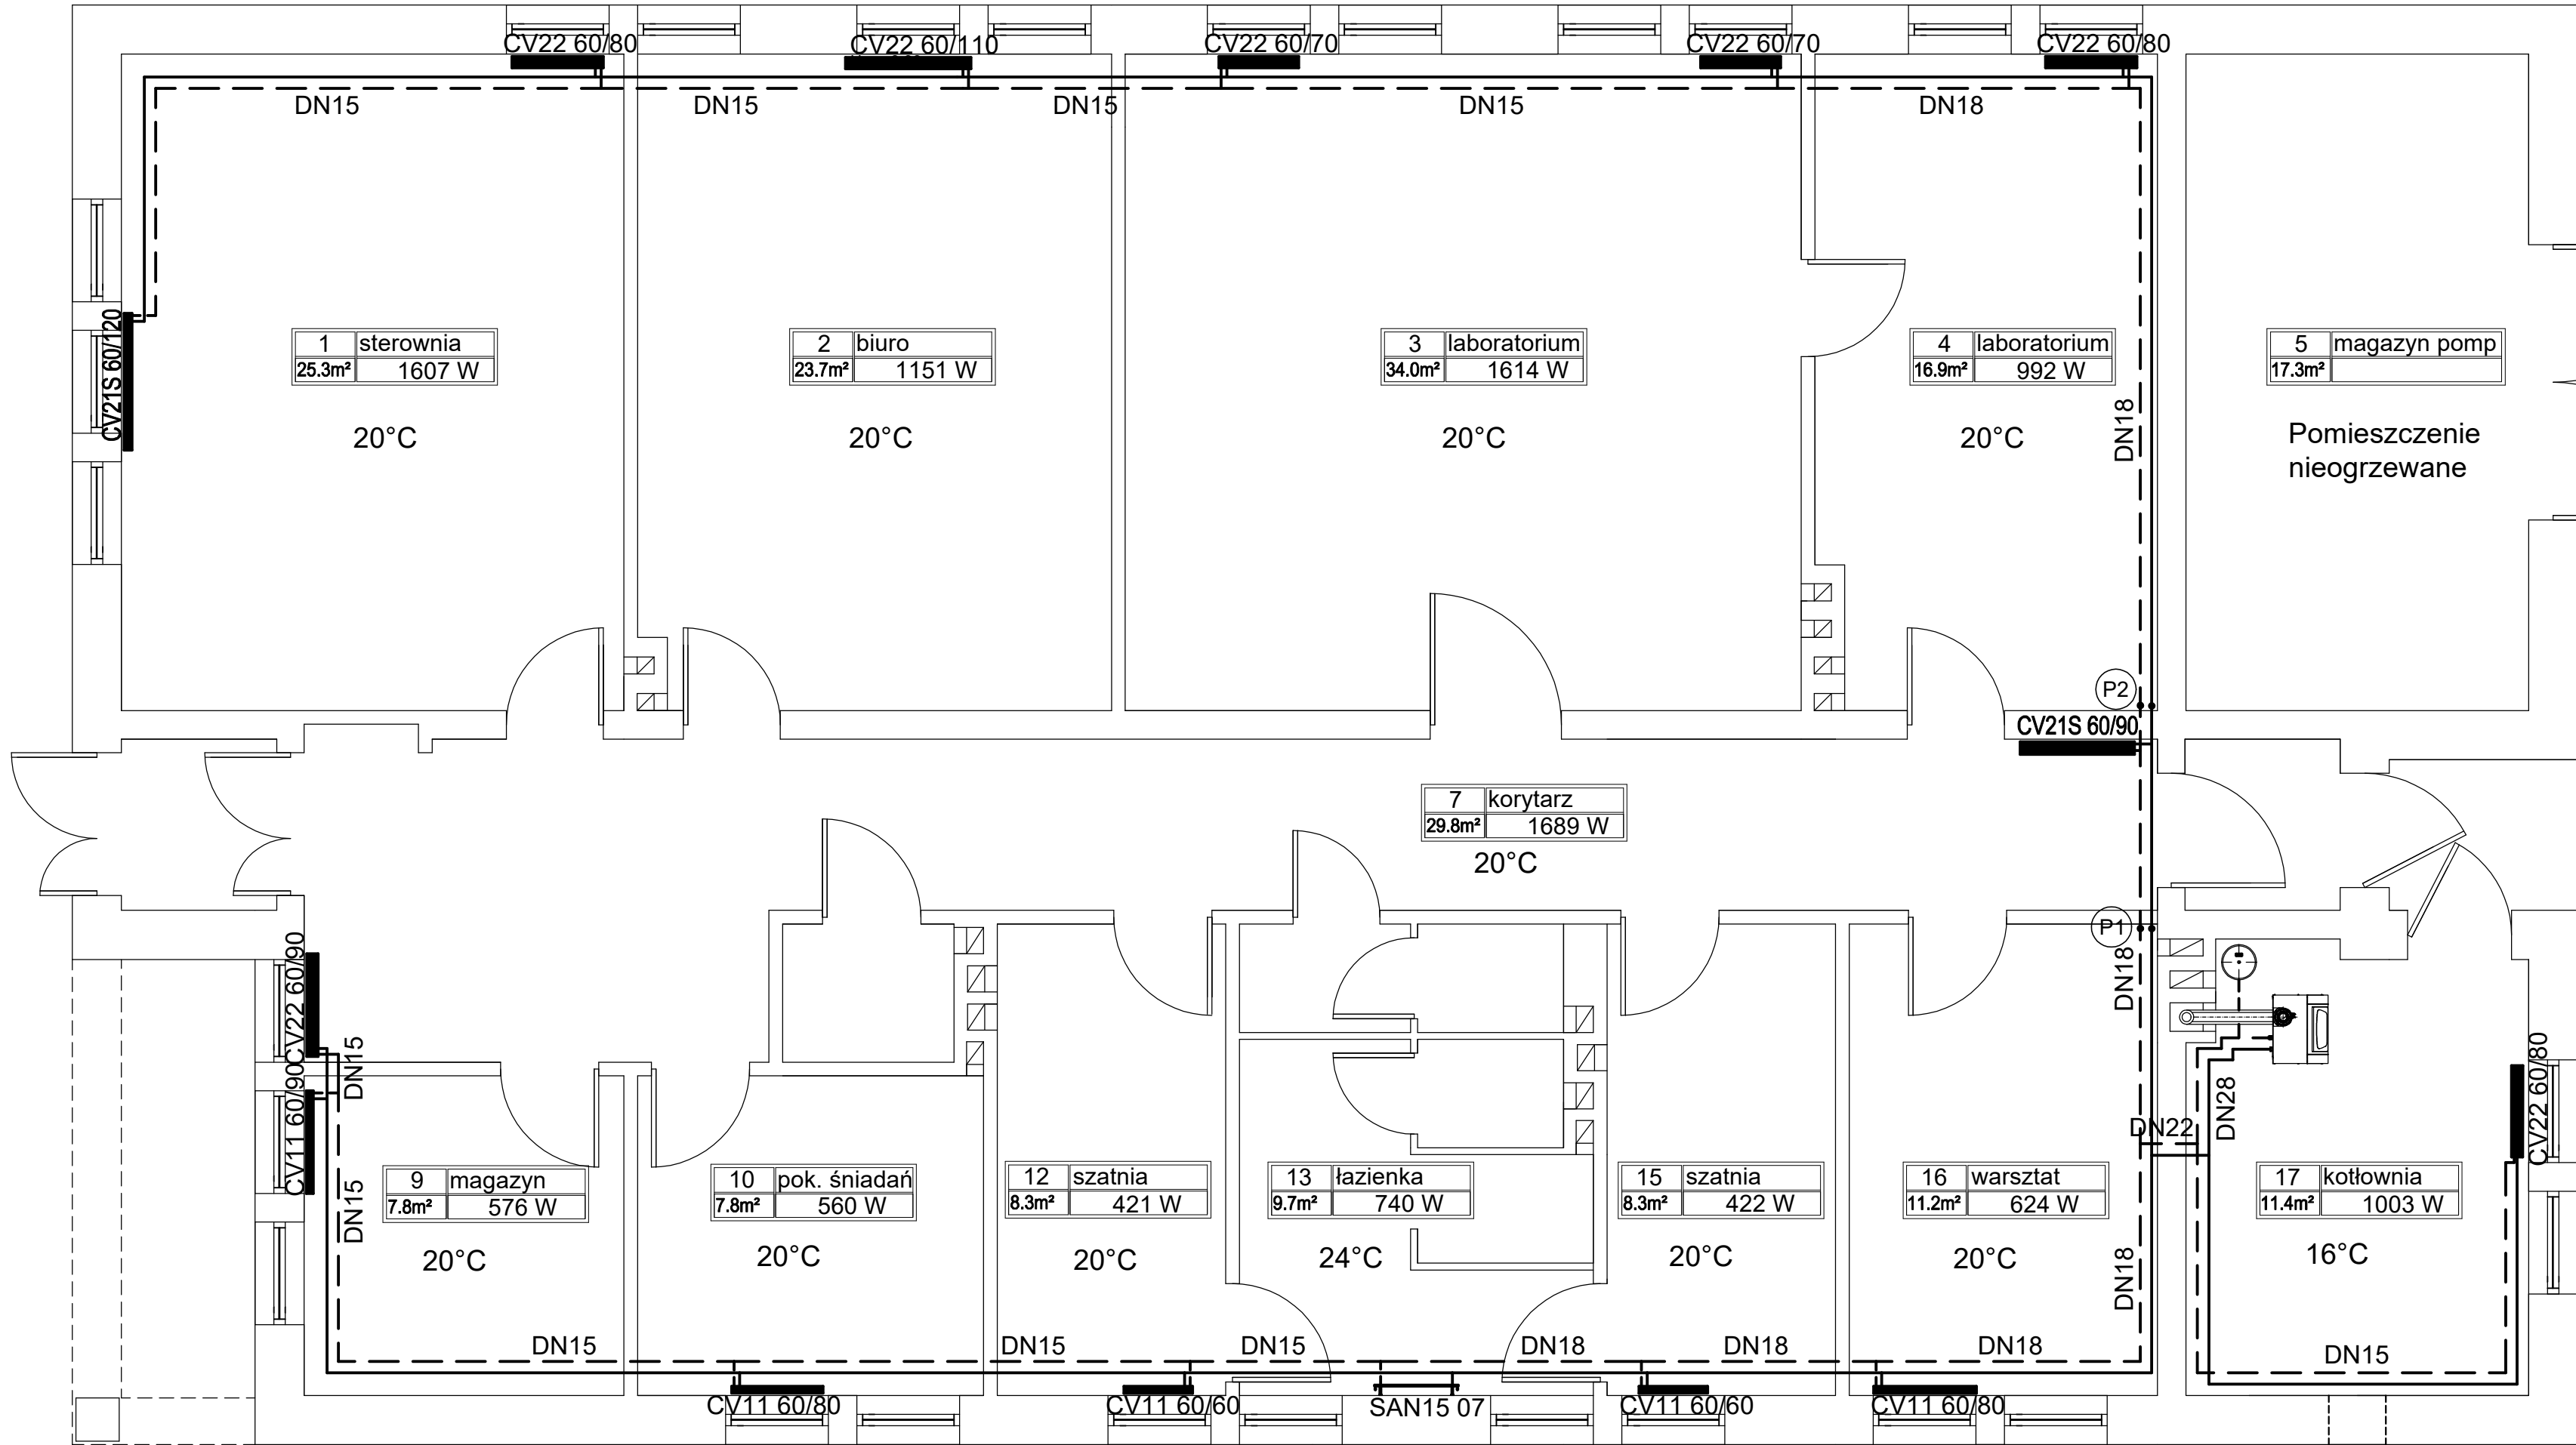 CV22 60/80
CV22 60/110
CV22 60/70
CV22 60/70
CV22 60/80
DN15
DN15
DN15
DN15
DN18
CV21S 60/120
1 sterownia
25.3m² 1607 W
20°C
2 biuro
23.7m² 1151 W
20°C
3 laboratorium
34.0m² 1614 W
20°C
4 laboratorium
16.9m² 992 W
20°C
DN18
5 magazyn pomp
17.3m²
Pomieszczenie
nieogrzewane
P2
CV21S 60/90
7 korytarz
29.8m² 1689 W
20°C
P1
DN18
CV22 60/90
DN15
CV11 60/90
DN15
9 magazyn
7.8m² 576 W
20°C
10 pok. śniadań
7.8m² 560 W
20°C
12 szatnia
8.3m² 421 W
20°C
13 łazienka
9.7m² 740 W
24°C
15 szatnia
8.3m² 422 W
20°C
16 warsztat
11.2m² 624 W
20°C
DN22
DN28
DN18
17 kotłownia
11.4m² 1003 W
16°C
CV22 60/80
DN15
DN15
DN15
DN18
DN18
DN18
DN15
CV11 60/80
CV11 60/60
SAN15 07
CV11 60/60
CV11 60/80